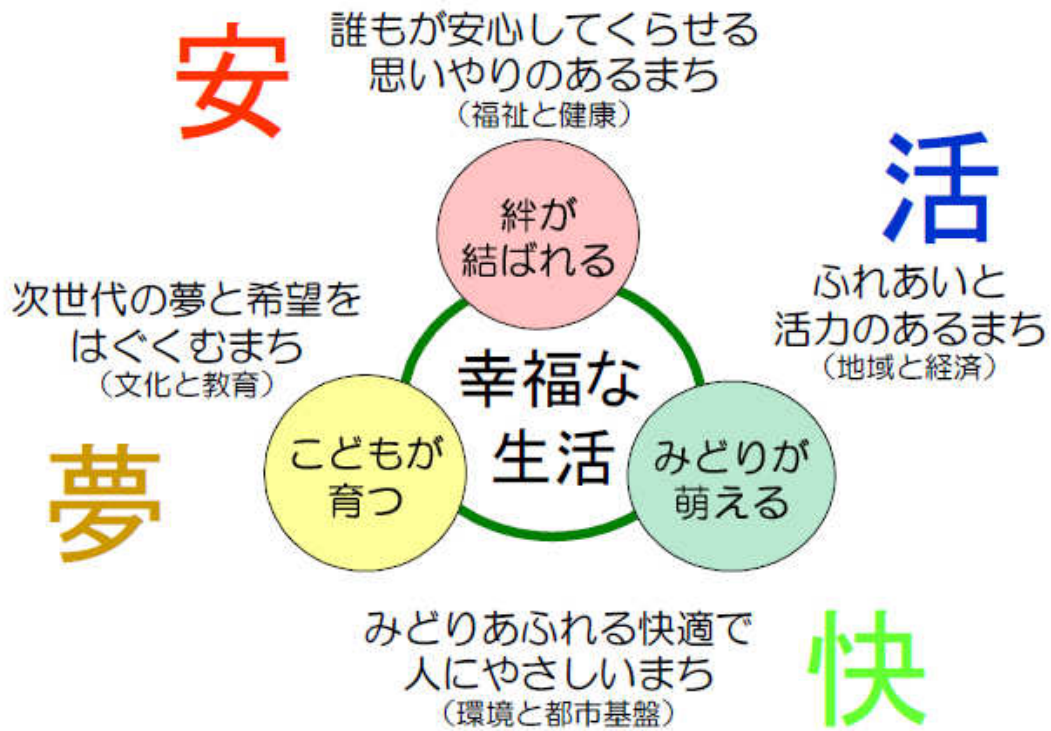 安
誰もが安心してくらせる
思いやりのあるまち
（福祉と健康）
活
ふれあいと
活力のあるまち
（地域と経済）
絆が
結ばれる
次世代の夢と希望を
はぐくむまち
（文化と教育）
夢
幸福な
生活
こどもが
育つ
みどりが
萌える
みどりあふれる快適で
人にやさしいまち
（環境と都市基盤）
快